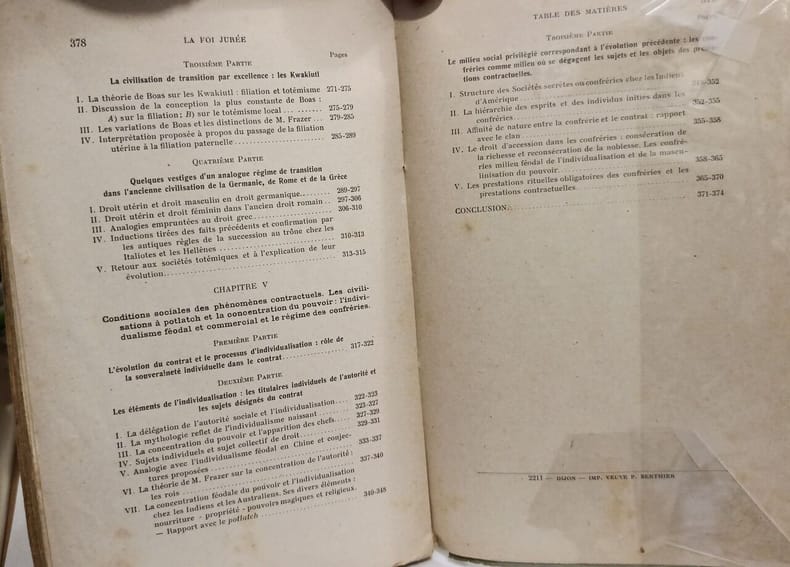 378
LA FOI JURÉE
Pages
TROISIÈME PARTIE
La civilisation de transition par excellence : les Kwakiutl
I. La théorie de Boas sur les Kwakiutl : filiation et totémisme 271-275
II. Discussion de la conception la plus constante de Boas :
A) sur la filiation ; B) sur le totémisme local .......... 275-279
III. Les variations de Boas et les distinctions de M. Frazer ... 279-285
IV. Interprétation proposée à propos du passage de la filiation
utérine à la filiation paternelle .................... 285-289
QUATRIÈME PARTIE
Quelques vestiges d'un analogue régime de transition
dans l'ancienne civilisation de la Germanie, de Rome et de la Grèce
I. Droit utérin et droit masculin en droit germanique........ 289-297
II. Droit utérin et droit féminin dans l'ancien droit romain .. 297-306
III. Analogies empruntées au droit grec.................... 306-310
IV. Inductions tirées des faits précédents et confirmation par
les antiques règles de la succession au trône chez les
Italiotes et les Hellènes .......................... 310-313
V. Retour aux sociétés totémiques et à l'explication de leur
évolution........................................ 313-315
CHAPITRE V
Conditions sociales des phénomènes contractuels. Les civili-
sations à potlatch et la concentration du pouvoir : l'indivi-
dualisme féodal et commercial et le régime des confréries.
PREMIÈRE PARTIE
L'évolution du contrat et le processus d'individualisation : rôle de
la souveraineté individuelle dans le contrat................ 317-322
DEUXIÈME PARTIE
Les éléments de l'individualisation : les titulaires individuels de l'autorité et
les sujets désignés du contrat
I. La délégation de l'autorité sociale et l'individualisation.... 322-323
II. La mythologie reflet de l'individualisme naissant ........ 323-327
III. La concentration du pouvoir et l'apparition des chefs..... 327-329
IV. Sujets individuels et sujet collectif de droit.............. 329-331
V. Analogie avec l'individualisme féodal en Chine et conjec-
tures proposées .................................. 333-337
VI. La théorie de M. Frazer sur la concentration de l'autorité :
les rois ........................................ 337-340
VII. La concentration féodale du pouvoir et l'individualisation
chez les Indiens et les Australiens. Ses divers éléments :
nourriture - propriété - pouvoirs magiques et religieux.
— Rapport avec le potlatch ........................ 340-348
TABLE DES MATIÈRES
Pages
TROISIÈME PARTIE
Le milieu social privilégié correspondant à l'évolution précédente : les con-
fréries comme milieu où se dégagent les sujets et les objets des
contractuelles.
I. Structure des Sociétés secrètes ou confréries chez les Indiens
d'Amérique
II. La hiérarchie des esprits et des individus initiés dans les
confréries........................................ 352-355
III. Affinité de nature entre la confrérie et le contrat : rapport
avec le clan .................................... 355-358
IV. Le droit d'accession dans les confréries : consécration de
la richesse et reconsécration de la noblesse. Les confré-
ries milieu féodal de l'individualisation et de la mascu-
linisation du pouvoir.............................. 358-365
V. Les prestations rituelles obligatoires des confréries et les
prestations contractuelles.......................... 365-370
CONCLUSION........................................ 371-374
2211 — DIJON — IMP. VEUVE P. BERTHIER